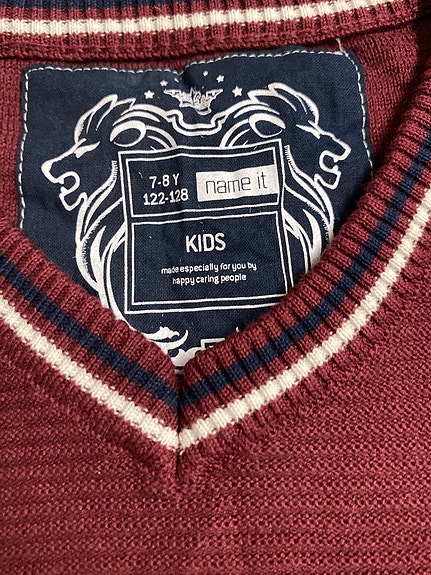 7-8 Y
122-128
name it
KIDS
made especially for you by
happy caring people